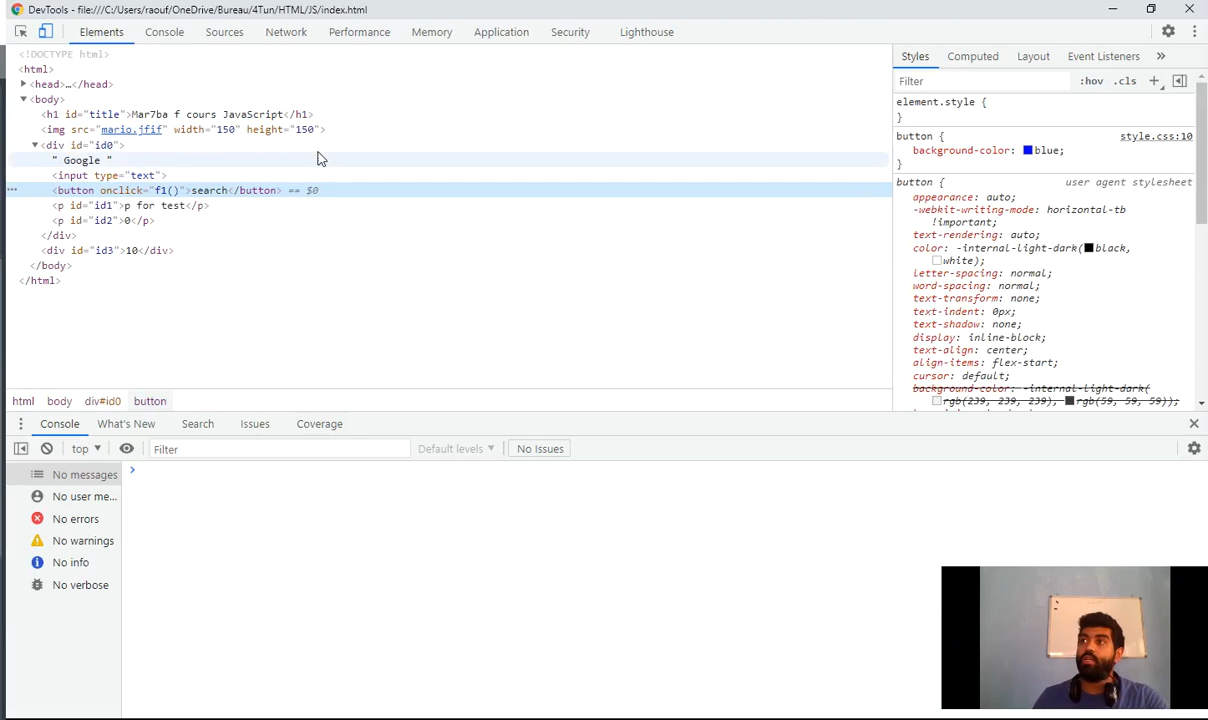 DevTools - file:///C:/Users/raouf/OneDrive/Bureau/4Tun/HTML/JS/index.html
Elements Console Sources Network Performance Memory Application Security Lighthouse
<!DOCTYPE html>
<html>
<head>…</head>
<body>
<h1 id="title">Mar7ba f cours JavaScript</h1>
<img src="mario.jfif" width="150" height="150">
<div id="id0">
" Google "
<input type="text">
<button onclick="f1()">search</button> == $0
<p id="id1">p for test</p>
<p id="id2">0</p>
</div>
<div id="id3">10</div>
</body>
</html>
html body div#id0 button
Styles Computed Layout Event Listeners »
Filter :hov .cls +
element.style {
}
button { style.css:10
background-color: blue;
}
button { user agent stylesheet
appearance: auto;
-webkit-writing-mode: horizontal-tb
!important;
text-rendering: auto;
color: -internal-light-dark(black,
white);
letter-spacing: normal;
word-spacing: normal;
text-transform: none;
text-indent: 0px;
text-shadow: none;
display: inline-block;
text-align: center;
align-items: flex-start;
cursor: default;
background-color: -internal-light-dark(
rgb(239, 239, 239), rgb(59, 59, 59));
Console What's New Search Issues Coverage
top Filter Default levels No Issues
No messages
No user me...
No errors
No warnings
No info
No verbose